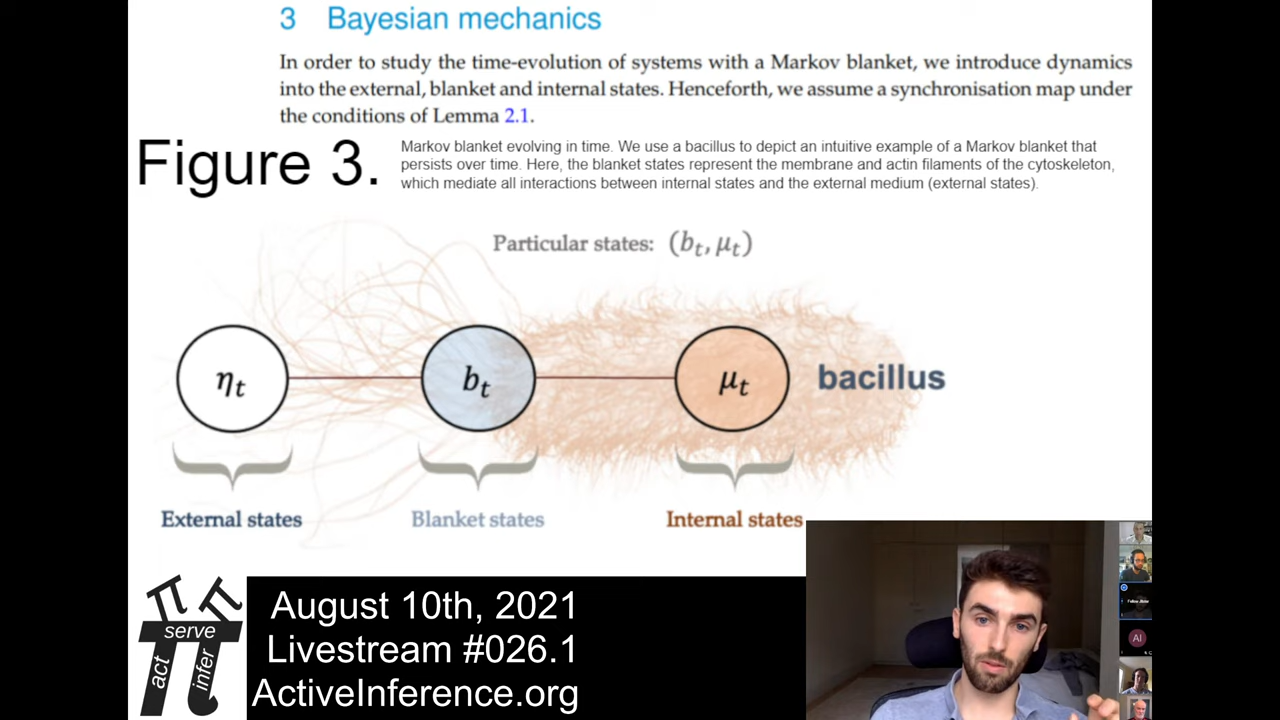 3 Bayesian mechanics
In order to study the time-evolution of systems with a Markov blanket, we introduce dynamics
into the external, blanket and internal states. Henceforth, we assume a synchronisation map under
the conditions of Lemma 2.1.
Figure 3.
Markov blanket evolving in time. We use a bacillus to depict an intuitive example of a Markov blanket that
persists over time. Here, the blanket states represent the membrane and actin filaments of the cytoskeleton,
which mediate all interactions between internal states and the external medium (external states).
Particular states: (bₜ, μₜ)
ηₜ bₜ μₜ bacillus
External states Blanket states Internal states
act serve infer
August 10th, 2021
Livestream #026.1
ActiveInference.org
AI